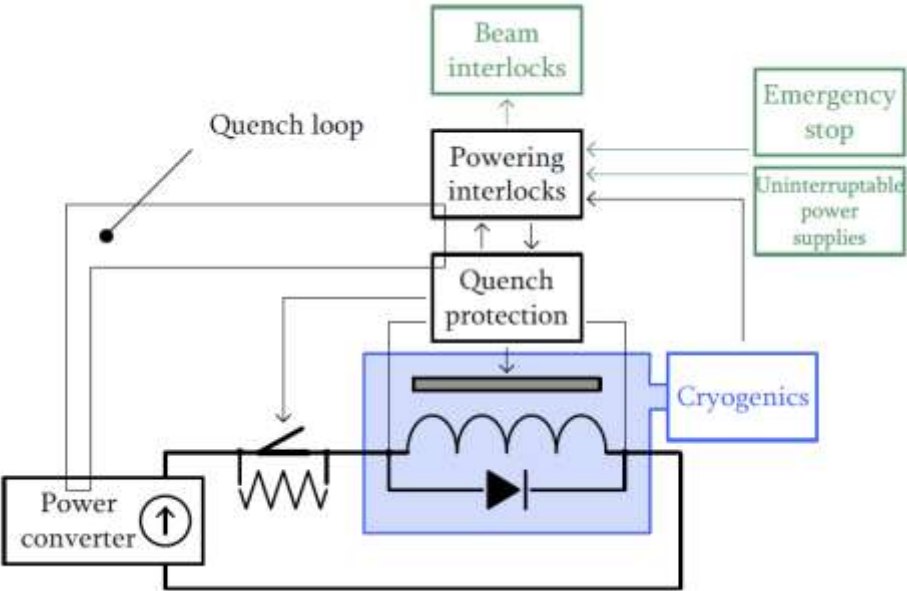 Beam
interlocks
Quench loop
Emergency
stop
Powering
interlocks
Uninterruptable
power
supplies
Quench
protection
Cryogenics
Power
converter